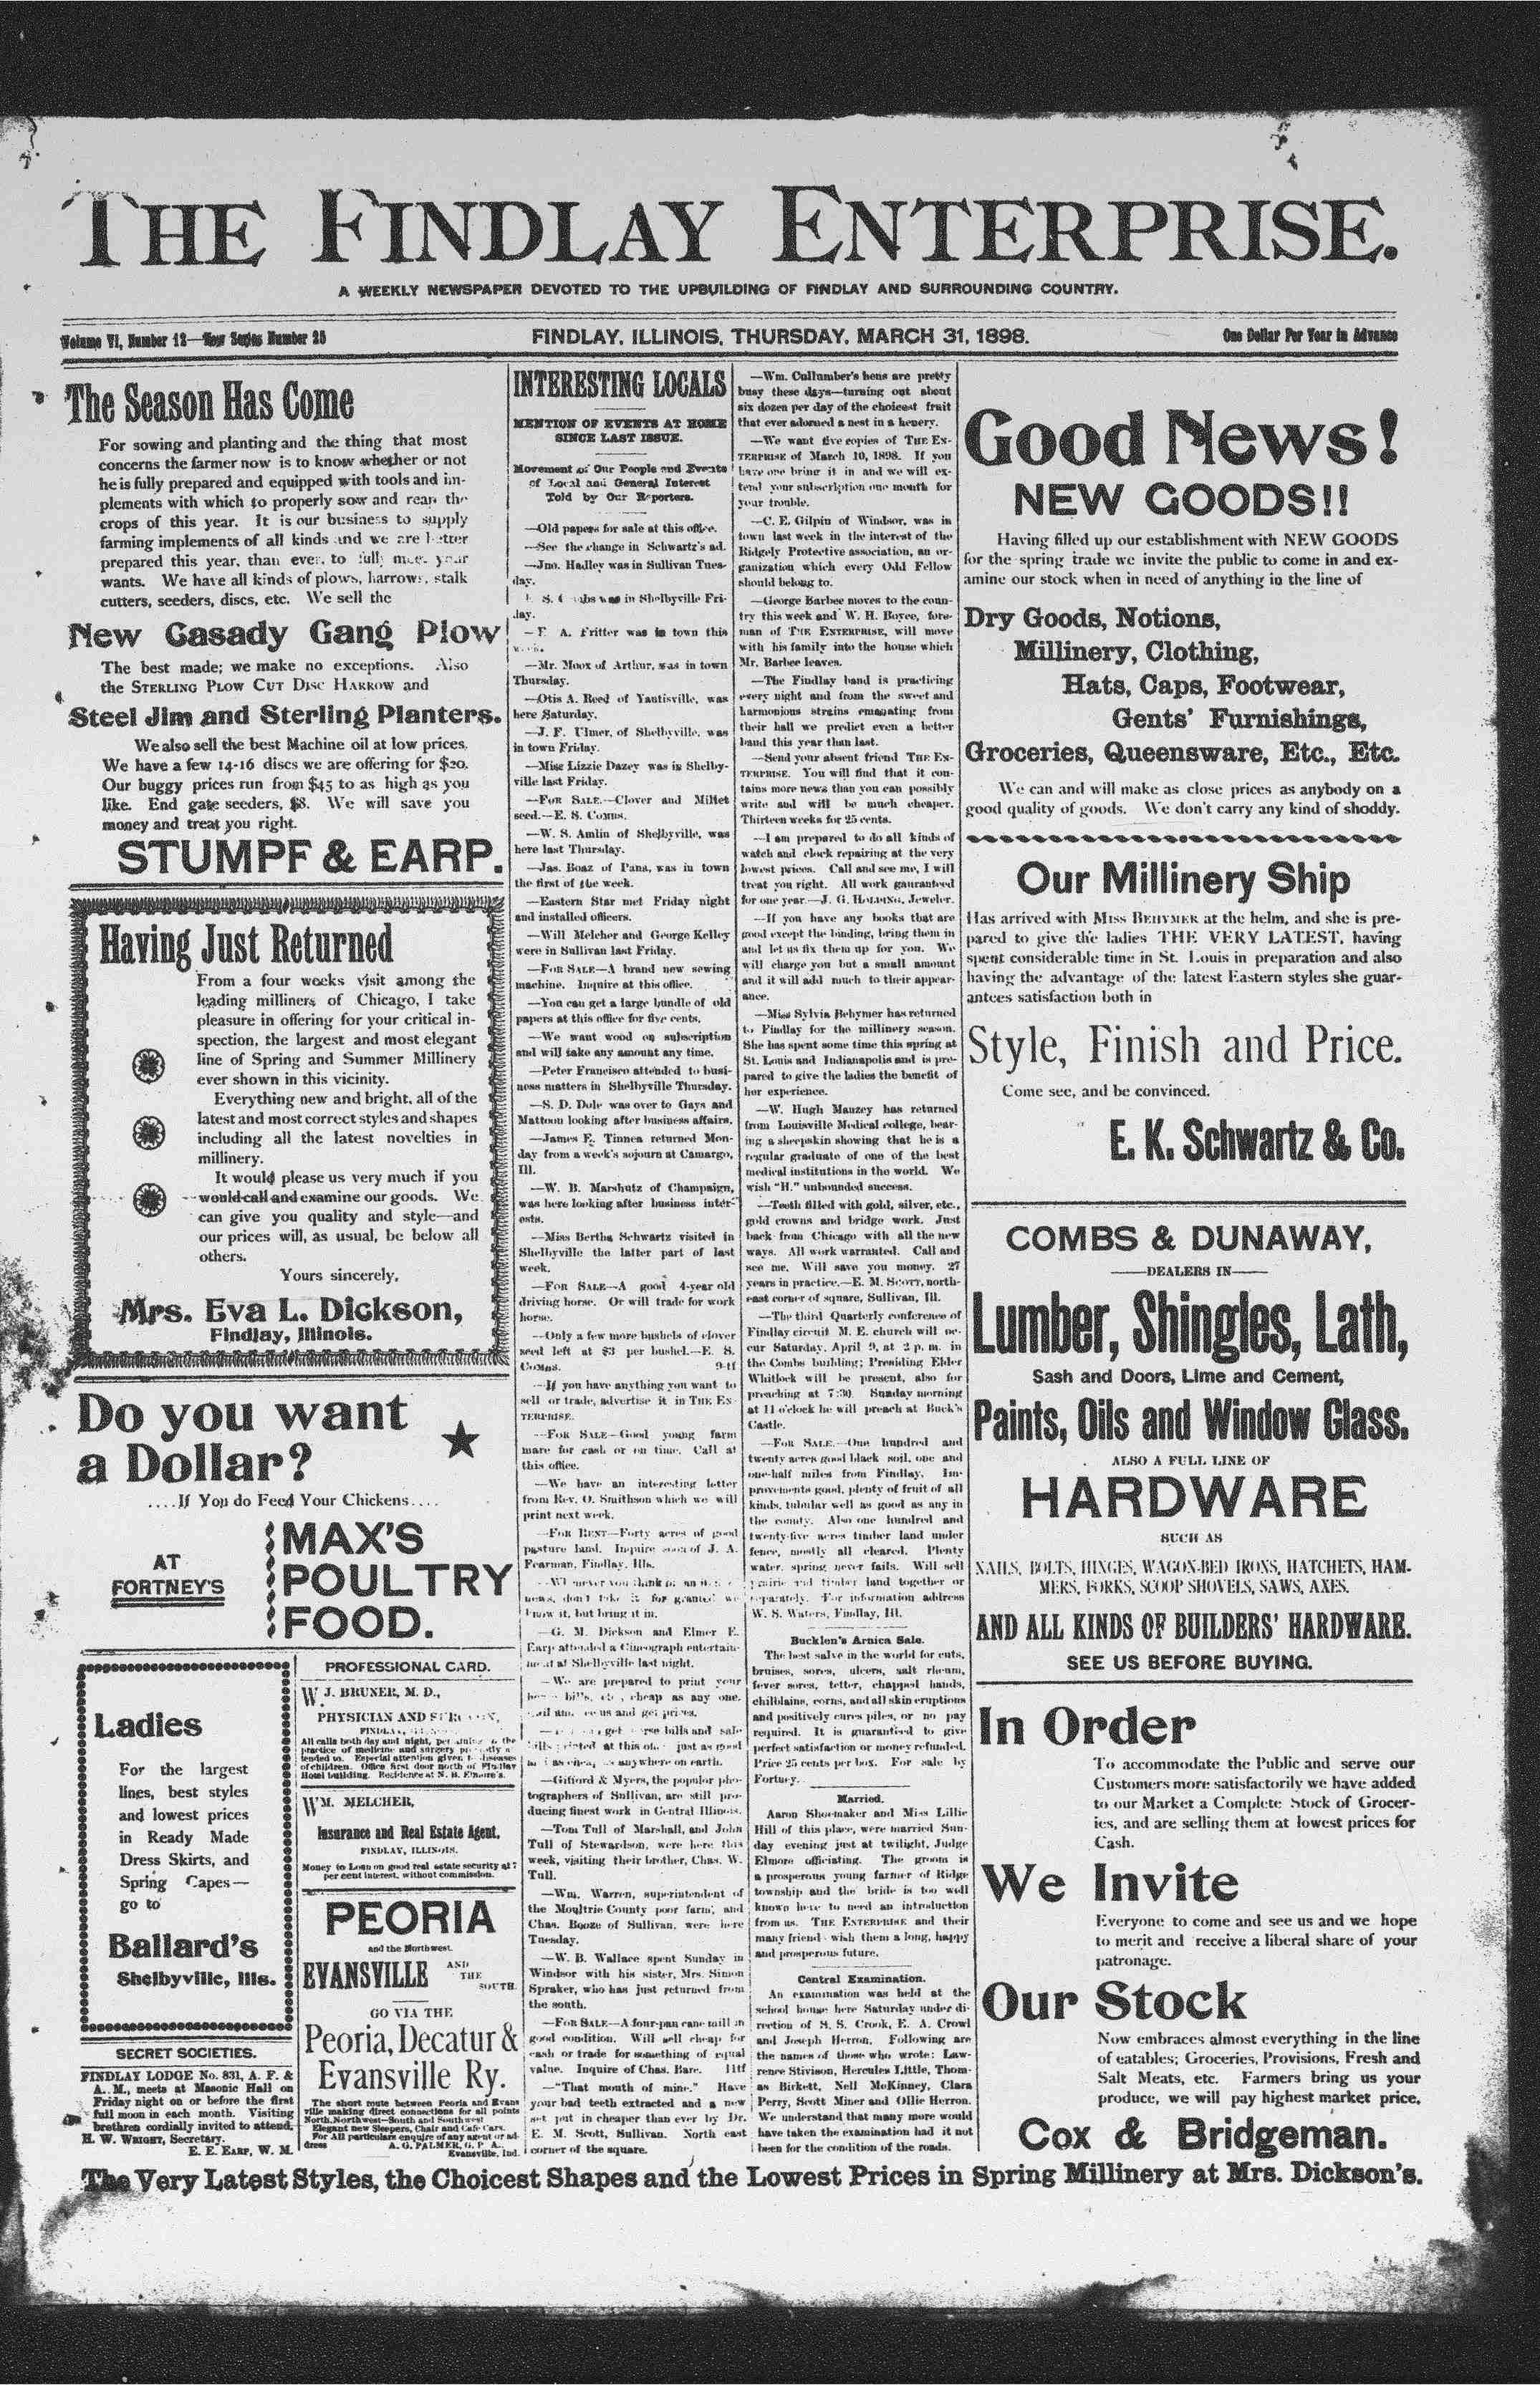 THE FINDLAY ENTERPRISE.
A WEEKLY NEWSPAPER DEVOTED TO THE UPBUILDING OF FINDLAY AND SURROUNDING COUNTRY.
Volume VI, Number 12—New Series Number 25
FINDLAY, ILLINOIS, THURSDAY, MARCH 31, 1898.
One Dollar Per Year in Advance
The Season Has Come
For sowing and planting and the thing that most
concerns the farmer now is to know whether or not
he is fully prepared and equipped with tools and im-
plements with which to properly sow and reap the
crops of this year. It is our business to supply
farming implements of all kinds and we are better
prepared this year, than ever, to fully meet your
wants. We have all kinds of plows, harrows, stalk
cutters, seeders, discs, etc. We sell the
New Casady Gang Plow
The best made; we make no exceptions. Also
the STERLING PLOW CUT DISC HARROW and
Steel Jim and Sterling Planters.
We also sell the best Machine oil at low prices.
We have a few 14-16 discs we are offering for $20.
Our buggy prices run from $45 to as high as you
like. End gate seeders, $8. We will save you
money and treat you right.
STUMPF & EARP.
Having Just Returned
From a four weeks visit among the
leading milliners of Chicago, I take
pleasure in offering for your critical in-
spection, the largest and most elegant
line of Spring and Summer Millinery
ever shown in this vicinity.
Everything new and bright, all of the
latest and most correct styles and shapes
including all the latest novelties in
millinery.
It would please us very much if you
would call and examine our goods. We
can give you quality and style—and
our prices will, as usual, be below all
others.
Yours sincerely,
Mrs. Eva L. Dickson,
Findlay, Illinois.
Do you want
a Dollar?
....If You do Feed Your Chickens....
AT
FORTNEY'S
MAX'S
POULTRY
FOOD.
Ladies
For the largest
lines, best styles
and lowest prices
in Ready Made
Dress Skirts, and
Spring Capes—
go to
Ballard's
Shelbyville, Ills.
SECRET SOCIETIES.
FINDLAY LODGE No. 831, A. F. &
A. M., meets at Masonic Hall on
Friday night on or before the first
full moon in each month. Visiting
brethren cordially invited to attend.
H. W. WRIGHT, Secretary.
E. E. EARP, W. M.
PROFESSIONAL CARD.
W. J. BRUNER, M. D.,
PHYSICIAN AND SURGEON,
FINDLAY,
All calls both day and night, pertaining to the
practice of medicine and surgery promptly at
tended to. Especial attention given to diseases
of children. Office first door north of Findlay
Hotel building. Residence at N. B. Elmore's.
WM. MELCHER,
Insurance and Real Estate Agent.
FINDLAY, ILLINOIS.
Money to Loan on good real estate security at 7
per cent interest, without commission.
PEORIA
and the Northwest.
EVANSVILLE AND THE SOUTH.
GO VIA THE
Peoria, Decatur &
Evansville Ry.
The short route between Peoria and Evans
ville making direct connections for all points
North, Northwest—South and Southwest
Elegant new Sleepers, Chair and Cafe Cars.
For All particulars enquire of any agent or ad-
dress A. G. PALMER, G. P. A.,
Evansville, Ind.
INTERESTING LOCALS
MENTION OF EVENTS AT HOME
SINCE LAST ISSUE.
Movement of Our People and Events
of Local and General Interest
Told by Our Reporters.
—Old papers for sale at this office.
—See the change in Schwartz's ad.
—Jno. Hadley was in Sullivan Tues-
day.
S. Combs was in Shelbyville Fri-
day.
A. Fritter was in town this
week.
—Mr. Moox of Arthur, was in town
Thursday.
—Otis A. Reed of Yantisville, was
here Saturday.
—J. F. Ulmer, of Shelbyville, was
in town Friday.
—Miss Lizzie Dazey was in Shelby-
ville last Friday.
—FOR SALE.—Clover and Millet
seed.—E. S. COMBS.
—W. S. Amlin of Shelbyville, was
here last Thursday.
—Jas. Boaz of Pana, was in town
the first of the week.
—Eastern Star met Friday night
and installed officers.
—Will Melcher and George Kelley
were in Sullivan last Friday.
—FOR SALE—A brand new sewing
machine. Inquire at this office.
—You can get a large bundle of old
papers at this office for five cents.
—We want wood on subscription
and will take any amount any time.
—Peter Francisco attended to busi-
ness matters in Shelbyville Thursday.
—S. D. Dole was over to Gays and
Mattoon looking after business affairs.
—James E. Tinnea returned Mon-
day from a week's sojourn at Camargo,
Ill.
—W. B. Marshutz of Champaign,
was here looking after business inter-
ests.
—Miss Bertha Schwartz visited in
Shelbyville the latter part of last
week.
—FOR SALE—A good 4-year old
driving horse. Or will trade for work
horse.
—Only a few more bushels of clover
seed left at $3 per bushel.—E. S.
COMBS. 9-tf
—If you have anything you want to
sell or trade, advertise it in THE EN-
TERPRISE.
—FOR SALE—Good young farm
mare for cash or on time. Call at
this office.
—We have an interesting letter
from Rev. O. Smithson which we will
print next week.
—FOR RENT—Forty acres of good
pasture land. Inquire soon of J. A.
Fearman, Findlay, Ills.
—Whenever you think of an item of
news, don't take it for granted we
know it, but bring it in.
—G. M. Dickson and Elmer E.
Earp attended a Cineograph entertain-
ment at Shelbyville last night.
—We are prepared to print your
bills, etc., cheap as any one.
us and get prices.
get horse bills and sale
bills printed at this office just as good
as anywhere on earth.
—Gifford & Myers, the popular pho-
tographers of Sullivan, are still pro-
ducing finest work in Central Illinois.
—Tom Tull of Marshall, and John
Tull of Stewardson, were here this
week, visiting their brother, Chas. W.
Tull.
—Wm. Warren, superintendent of
the Moultrie County poor farm, and
Chas. Booze of Sullivan, were here
Tuesday.
—W. B. Wallace spent Sunday in
Windsor with his sister, Mrs. Simon
Spraker, who has just returned from
the south.
—FOR SALE—A four-pan cane mill in
good condition. Will sell cheap for
cash or trade for something of equal
value. Inquire of Chas. Bare. 11tf
—"That mouth of mine." Have
your bad teeth extracted and a new
set put in cheaper than ever by Dr.
E. M. Scott, Sullivan. North east
corner of the square.
—Wm. Cullumber's hens are pretty
busy these days—turning out about
six dozen per day of the choicest fruit
that ever adorned a nest in a henery.
—We want five copies of THE EN-
TERPRISE of March 10, 1898. If you
have one bring it in and we will ex-
tend your subscription one month for
your trouble.
—C. E. Gilpin of Windsor, was in
town last week in the interest of the
Ridgely Protective association, an or-
ganization which every Odd Fellow
should belong to.
—George Barbee moves to the coun-
try this week and W. H. Boyce, fore-
man of THE ENTERPRISE, will move
with his family into the house which
Mr. Barbee leaves.
—The Findlay band is practicing
every night and from the sweet and
harmonious strains emanating from
their hall we predict even a better
band this year than last.
—Send your absent friend THE EN-
TERPRISE. You will find that it con-
tains more news than you can possibly
write and will be much cheaper.
Thirteen weeks for 25 cents.
—I am prepared to do all kinds of
watch and clock repairing at the very
lowest prices. Call and see me, I will
treat you right. All work gauranteed
for one year.—J. G. HOLDING, Jeweler.
—If you have any books that are
good except the binding, bring them in
and let us fix them up for you. We
will charge you but a small amount
and it will add much to their appear-
ance.
—Miss Sylvia Behymer has returned
to Findlay for the millinery season.
She has spent some time this spring at
St. Louis and Indianapolis and is pre-
pared to give the ladies the benefit of
her experience.
—W. Hugh Mauzey has returned
from Louisville Medical college, bear-
ing a sheepskin showing that he is a
regular graduate of one of the best
medical institutions in the world. We
wish "H." unbounded success.
—Teeth filled with gold, silver, etc.,
gold crowns and bridge work. Just
back from Chicago with all the new
ways. All work warranted. Call and
see me. Will save you money. 27
years in practice.—E. M. SCOTT, north-
east corner of square, Sullivan, Ill.
—The third Quarterly conference of
Findlay circuit M. E. church will oc-
cur Saturday, April 9, at 2 p. m. in
the Combs building; Presiding Elder
Whitlock will be present, also for
preaching at 7:30. Sunday morning
at 11 o'clock he will preach at Buck's
Castle.
—FOR SALE.—One hundred and
twenty acres good black soil, one and
one-half miles from Findlay. Im-
provements good, plenty of fruit of all
kinds, tubular well as good as any in
the county. Also one hundred and
twenty-five acres timber land under
fence, mostly all cleared. Plenty
water, spring never fails. Will sell
prairie and timber land together or
separately. For information address
W. S. Waters, Findlay, Ill.
Bucklen's Arnica Salve.
The best salve in the world for cuts,
bruises, sores, ulcers, salt rheum,
fever sores, tetter, chapped hands,
chilblains, corns, and all skin eruptions
and positively cures piles, or no pay
required. It is guaranteed to give
perfect satisfaction or money refunded.
Price 25 cents per box. For sale by
Fortney.
Married.
Aaron Shoemaker and Miss Lillie
Hill of this place, were married Sun-
day evening just at twilight, Judge
Elmore officiating. The groom is
a prosperous young farmer of Ridge
township and the bride is too well
known here to need an introduction
from us. THE ENTERPRISE and their
many friend wish them a long, happy
and prosperous future.
Central Examination.
An examination was held at the
school house here Saturday under di-
rection of S. S. Crook, E. A. Crowl
and Joseph Herron. Following are
the names of those who wrote: Law-
rence Stivison, Hercules Little, Thom-
as Birkett, Nell McKinney, Clara
Perry, Scott Miner and Ollie Herron.
We understand that many more would
have taken the examination had it not
been for the condition of the roads.
Good News!
NEW GOODS!!
Having filled up our establishment with NEW GOODS
for the spring trade we invite the public to come in and ex-
amine our stock when in need of anything in the line of
Dry Goods, Notions,
Millinery, Clothing,
Hats, Caps, Footwear,
Gents' Furnishings,
Groceries, Queensware, Etc., Etc.
We can and will make as close prices as anybody on a
good quality of goods. We don't carry any kind of shoddy.
Our Millinery Ship
Has arrived with MISS BEHYMER at the helm, and she is pre-
pared to give the ladies THE VERY LATEST, having
spent considerable time in St. Louis in preparation and also
having the advantage of the latest Eastern styles she guar-
antees satisfaction both in
Style, Finish and Price.
Come see, and be convinced.
E. K. Schwartz & Co.
COMBS & DUNAWAY,
—DEALERS IN—
Lumber, Shingles, Lath,
Sash and Doors, Lime and Cement,
Paints, Oils and Window Glass.
ALSO A FULL LINE OF
HARDWARE
SUCH AS
NAILS, BOLTS, HINGES, WAGON-BED IRONS, HATCHETS, HAM-
MERS, FORKS, SCOOP SHOVELS, SAWS, AXES.
AND ALL KINDS OF BUILDERS' HARDWARE.
SEE US BEFORE BUYING.
In Order
To accommodate the Public and serve our
Customers more satisfactorily we have added
to our Market a Complete Stock of Grocer-
ies, and are selling them at lowest prices for
Cash.
We Invite
Everyone to come and see us and we hope
to merit and receive a liberal share of your
patronage.
Our Stock
Now embraces almost everything in the line
of eatables; Groceries, Provisions, Fresh and
Salt Meats, etc. Farmers bring us your
produce, we will pay highest market price.
Cox & Bridgeman.
The Very Latest Styles, the Choicest Shapes and the Lowest Prices in Spring Millinery at Mrs. Dickson's.